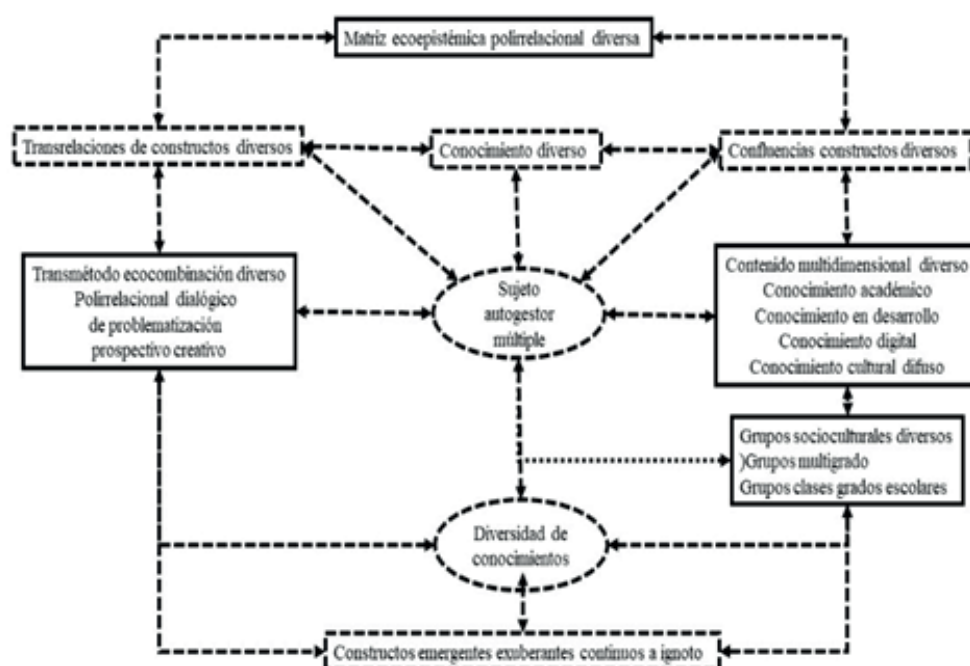 Matriz ecoepistémica polirrelacional diversa
Transrelaciones de constructos diversos
Conocimiento diverso
Confluencias constructos diversos
Transmétodo ecocombinación diverso
Polirrelacional dialógico
de problematización
prospectivo creativo
Sujeto
autogestor
múltiple
Contenido multidimensional diverso
Conocimiento académico
Conocimiento en desarrollo
Conocimiento digital
Conocimiento cultural difuso
Grupos socioculturales diversos
)Grupos multigrado
Grupos clases grados escolares
Diversidad de
conocimientos
Constructos emergentes exuberantes continuos a ignoto